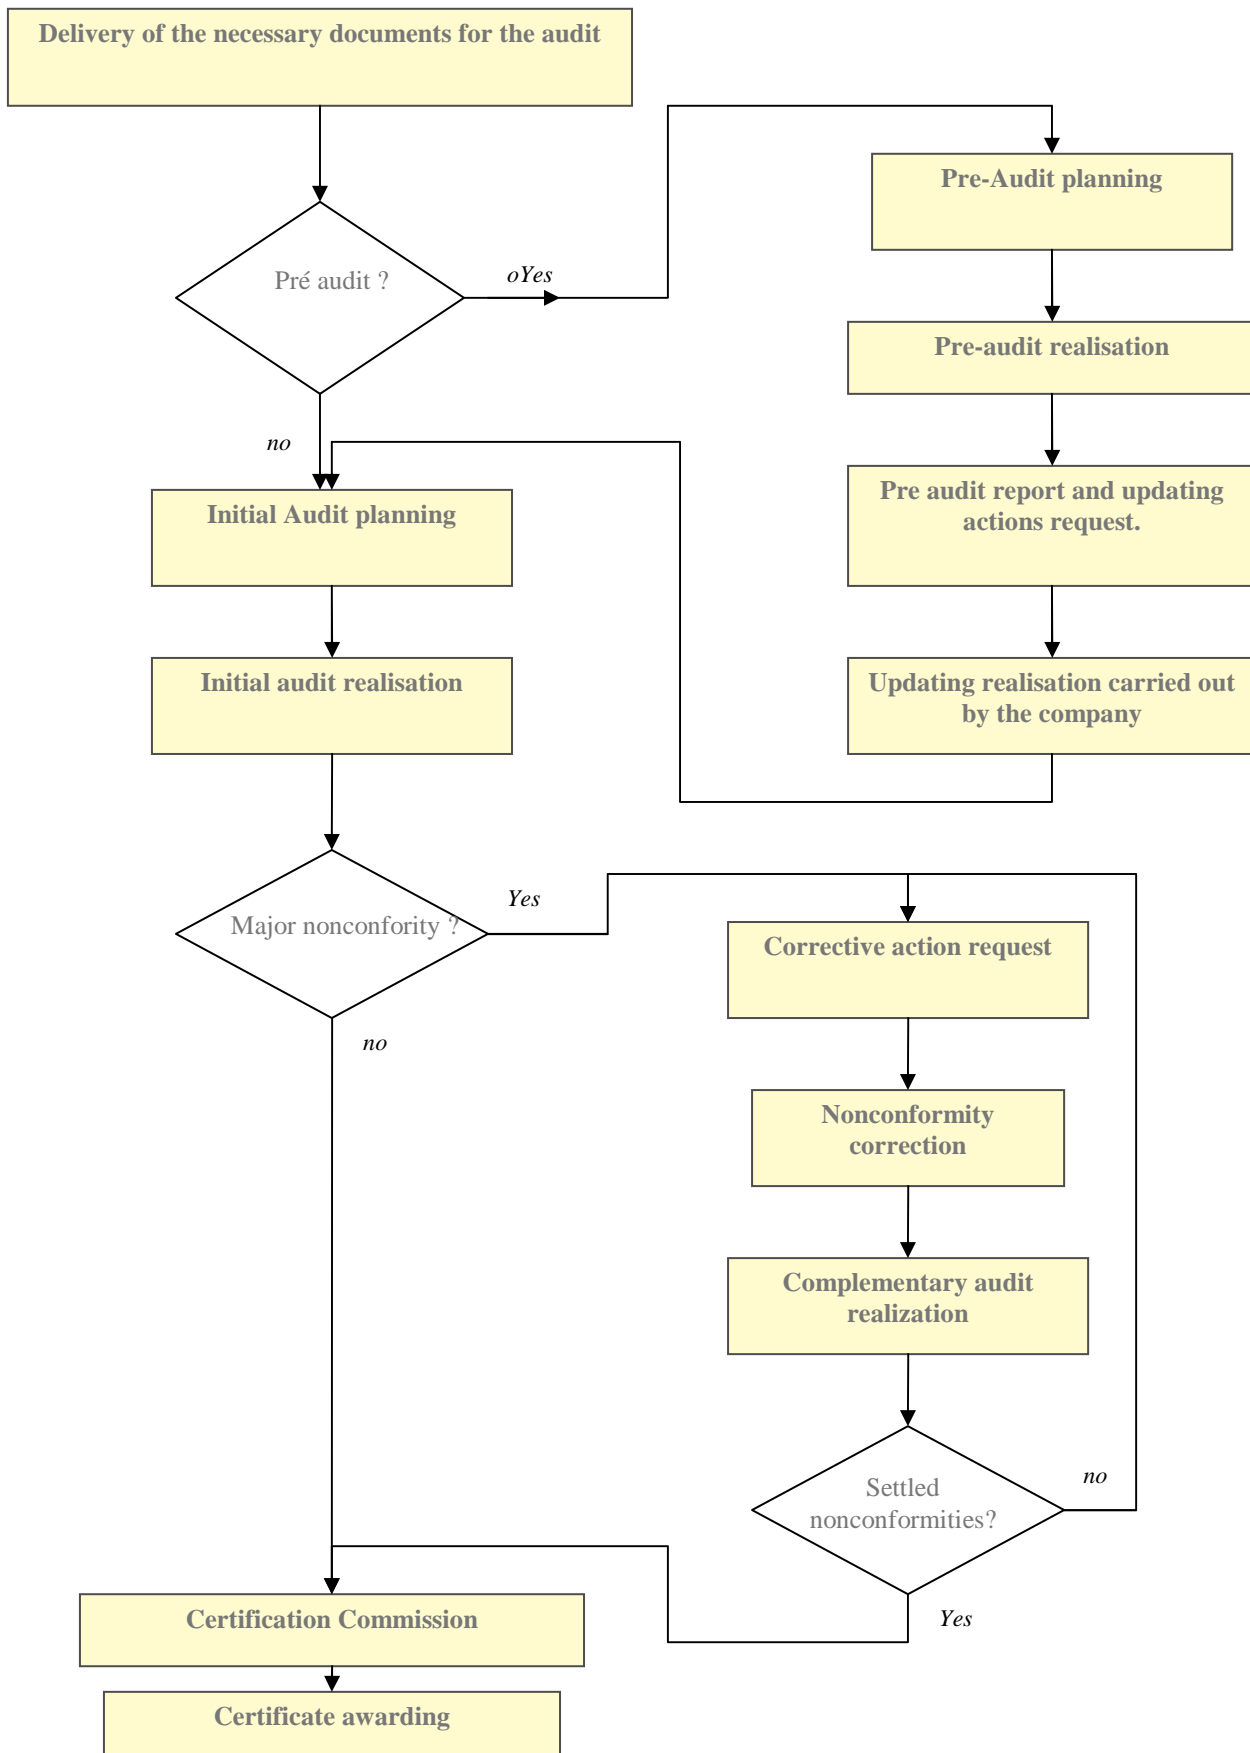 Delivery of the necessary documents for the audit
Pre-Audit planning
Pré audit ?
oYes
Pre-audit realisation
no
Pre audit report and updating
actions request.
Initial Audit planning
Initial audit realisation
Updating realisation carried out
by the company
Major nonconfority ?
Yes
Corrective action request
no
Nonconformity
correction
Complementary audit
realization
Settled
nonconformities?
no
Yes
Certification Commission
Certificate awarding